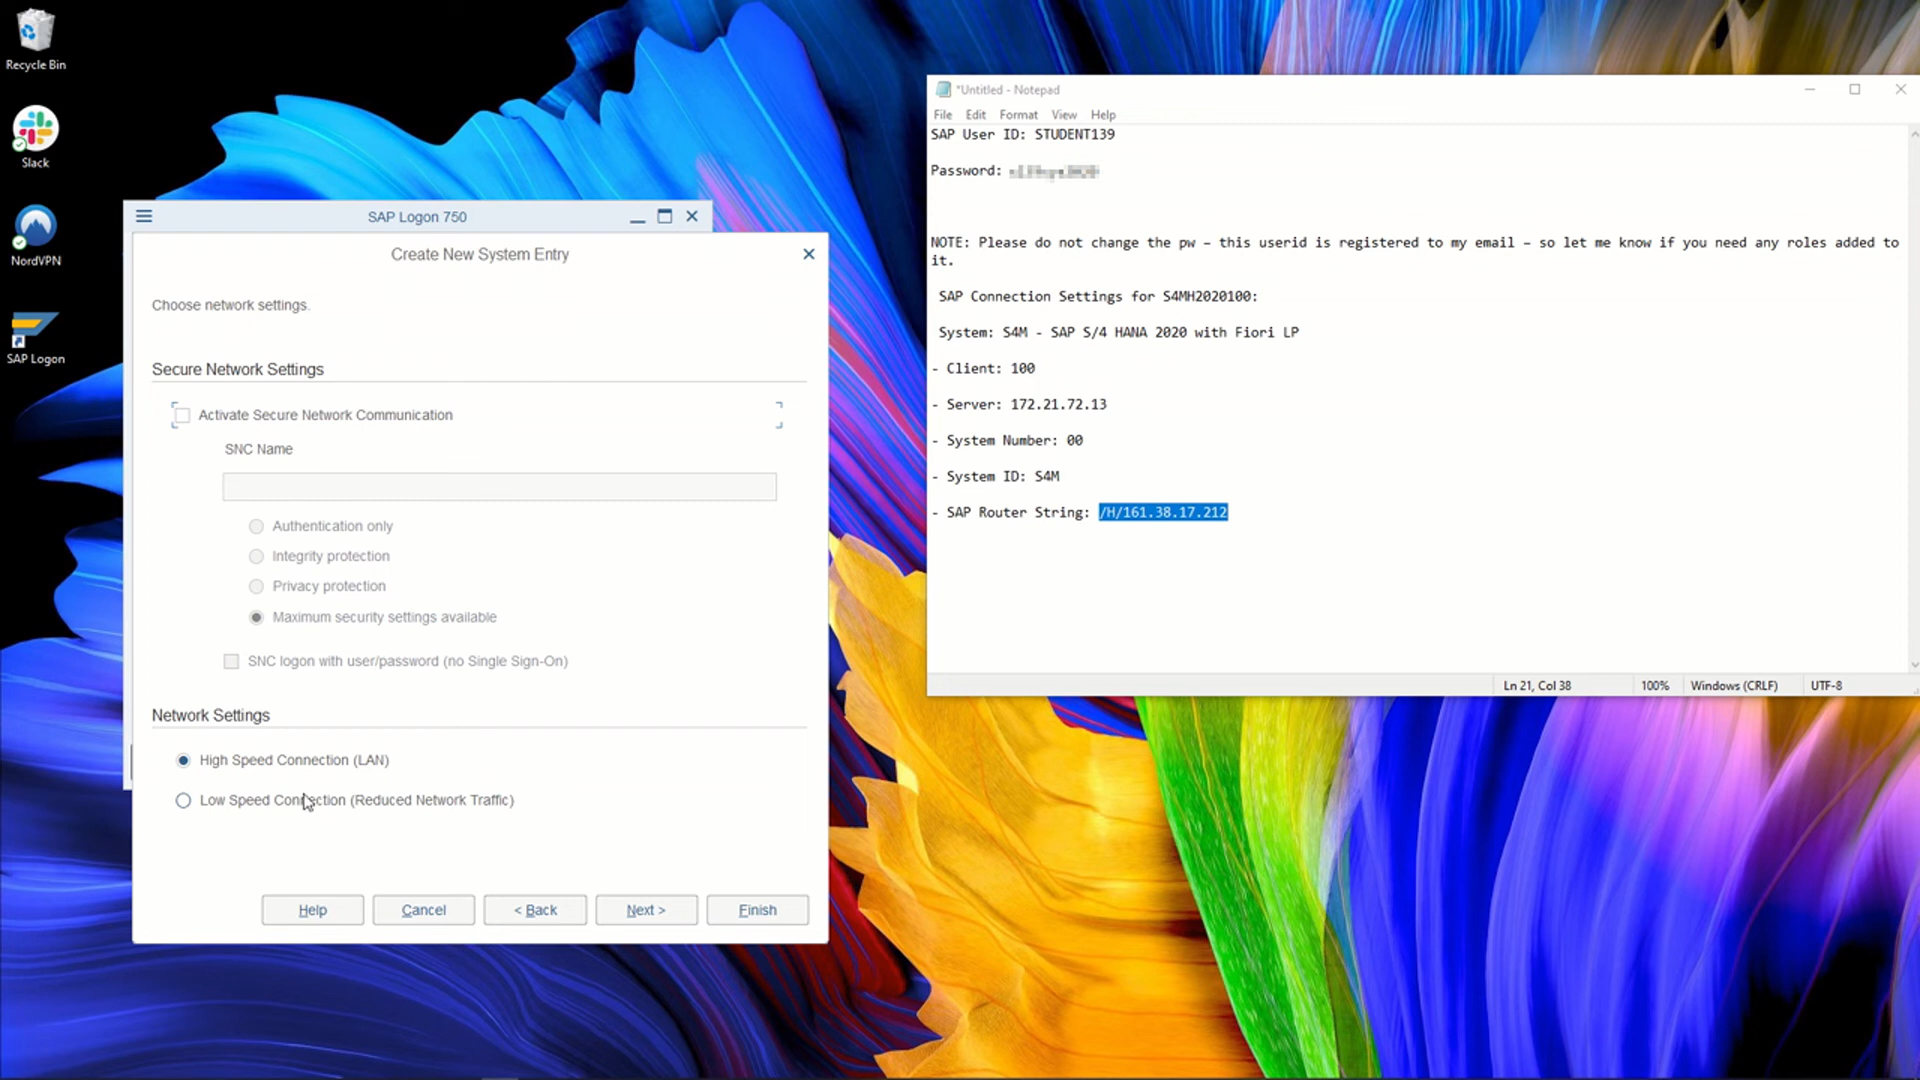 Recycle Bin
Slack
NordVPN
SAP Logon
SAP Logon 750
Create New System Entry
Choose network settings.
Secure Network Settings
Activate Secure Network Communication
SNC Name
Authentication only
Integrity protection
Privacy protection
Maximum security settings available
SNC logon with user/password (no Single Sign-On)
Network Settings
High Speed Connection (LAN)
Low Speed Connection (Reduced Network Traffic)
Help Cancel < Back Next > Finish
*Untitled - Notepad
File Edit Format View Help
SAP User ID: STUDENT139
Password:
NOTE: Please do not change the pw – this userid is registered to my email – so let me know if you need any roles added to
it.
SAP Connection Settings for S4MH2020100:
System: S4M - SAP S/4 HANA 2020 with Fiori LP
- Client: 100
- Server: 172.21.72.13
- System Number: 00
- System ID: S4M
- SAP Router String: /H/161.38.17.212
Ln 21, Col 38 100% Windows (CRLF) UTF-8